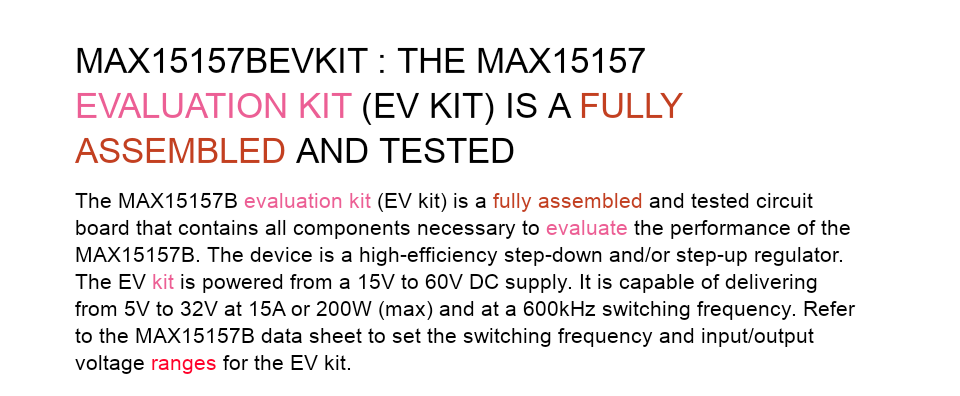 MAX15157BEVKIT : THE MAX15157
EVALUATION KIT (EV KIT) IS A FULLY
ASSEMBLED AND TESTED
The MAX15157B evaluation kit (EV kit) is a fully assembled and tested circuit
board that contains all components necessary to evaluate the performance of the
MAX15157B. The device is a high-efficiency step-down and/or step-up regulator.
The EV kit is powered from a 15V to 60V DC supply. It is capable of delivering
from 5V to 32V at 15A or 200W (max) and at a 600kHz switching frequency. Refer
to the MAX15157B data sheet to set the switching frequency and input/output
voltage ranges for the EV kit.